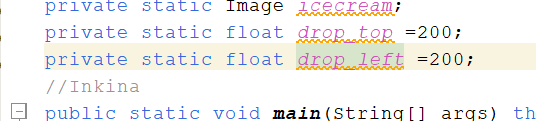 private static Image icecream;
private static float drop_top =200;
private static float drop_left =200;
//Inkina
public static void main(String[] args) th